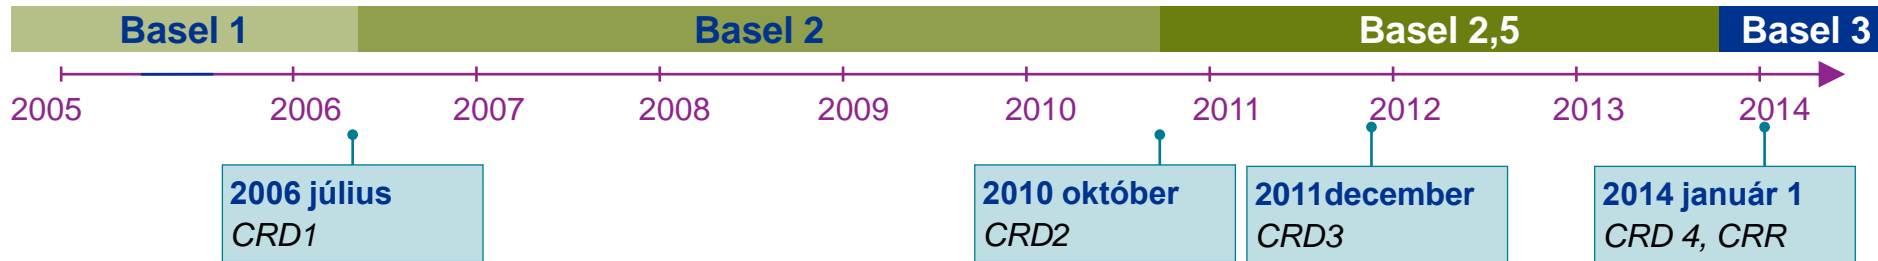 Basel 1 Basel 2 Basel 2,5 Basel 3
2005 2006 2007 2008 2009 2010 2011 2012 2013 2014
2006 július
CRD1
2010 október
CRD2
2011december
CRD3
2014 január 1
CRD 4, CRR